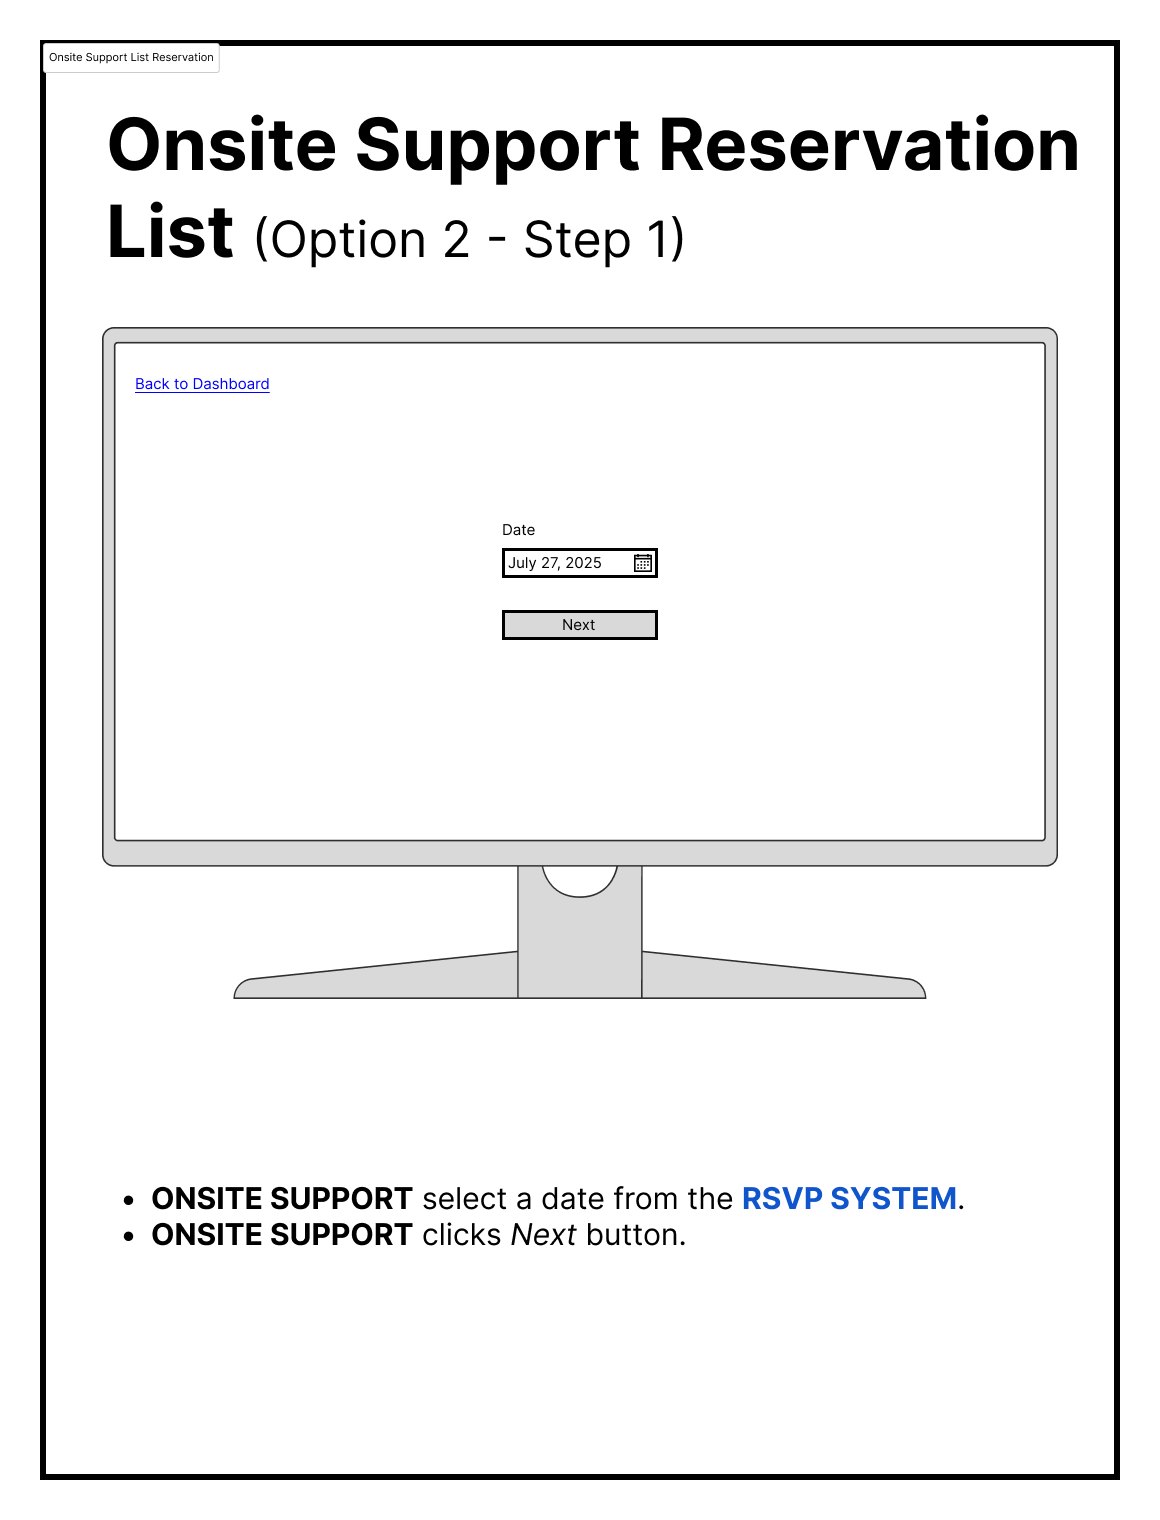 Onsite Support List Reservation
Onsite Support Reservation
List (Option 2 - Step 1)
Back to Dashboard
Date
July 27, 2025
Next
• ONSITE SUPPORT select a date from the RSVP SYSTEM.
• ONSITE SUPPORT clicks Next button.